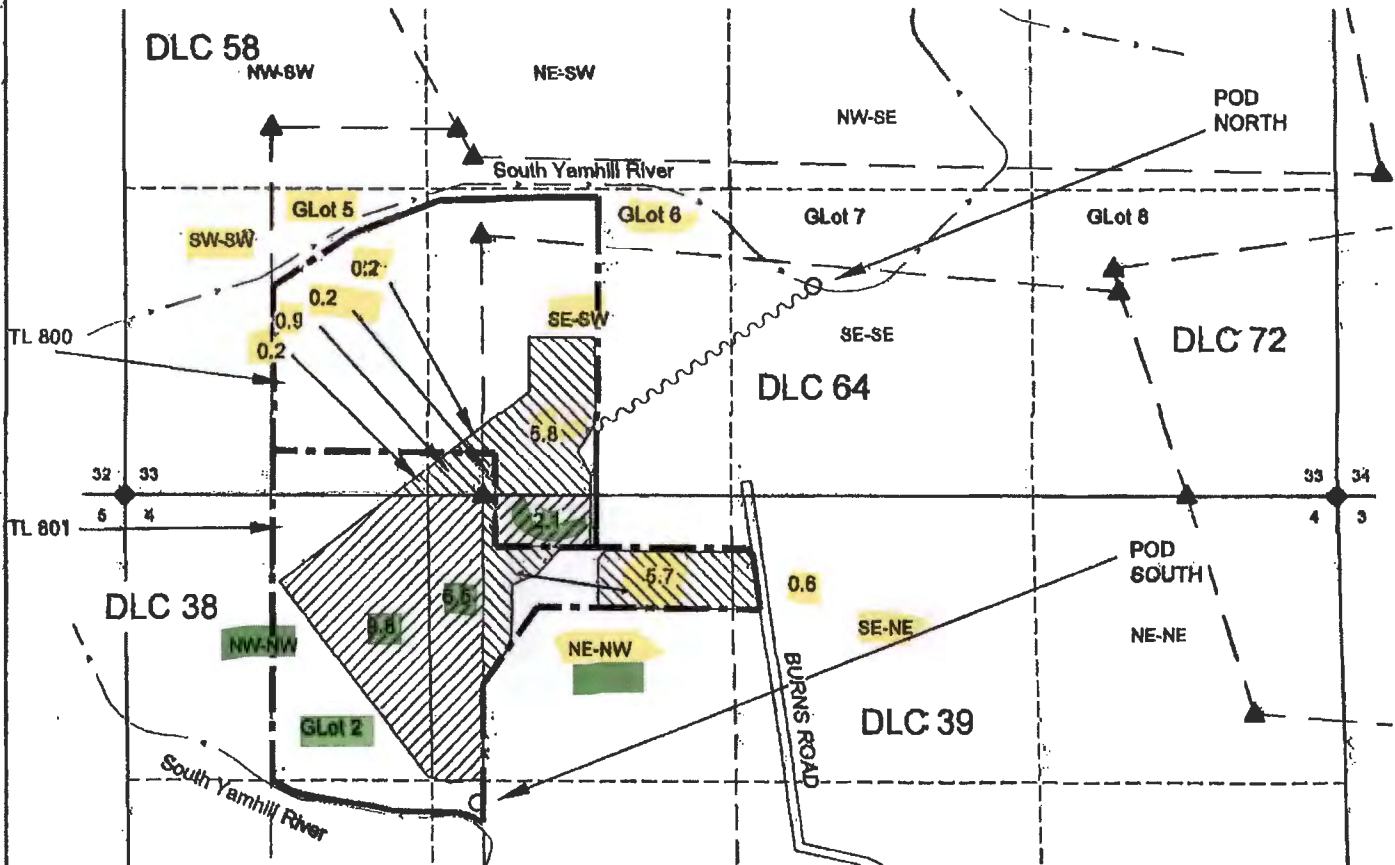 DLC 58
NW-SW
NE-SW
NW-SE
POD
NORTH
South Yamhill River
GLot 5
GLot 6
GLot 7
GLot 8
SW-SW
0.2
0.2
0.9
0.2
SE-SW
TL 800
SE-SE
DLC 72
DLC 64
5.8
32 33
5 4
33 34
4 3
TL 801
2.1
POD
SOUTH
5.7
0.6
DLC 38
5.5
NW-NW
NE-NW
SE-NE
NE-NE
BURNS ROAD
GLot 2
DLC 39
South Yamhill River